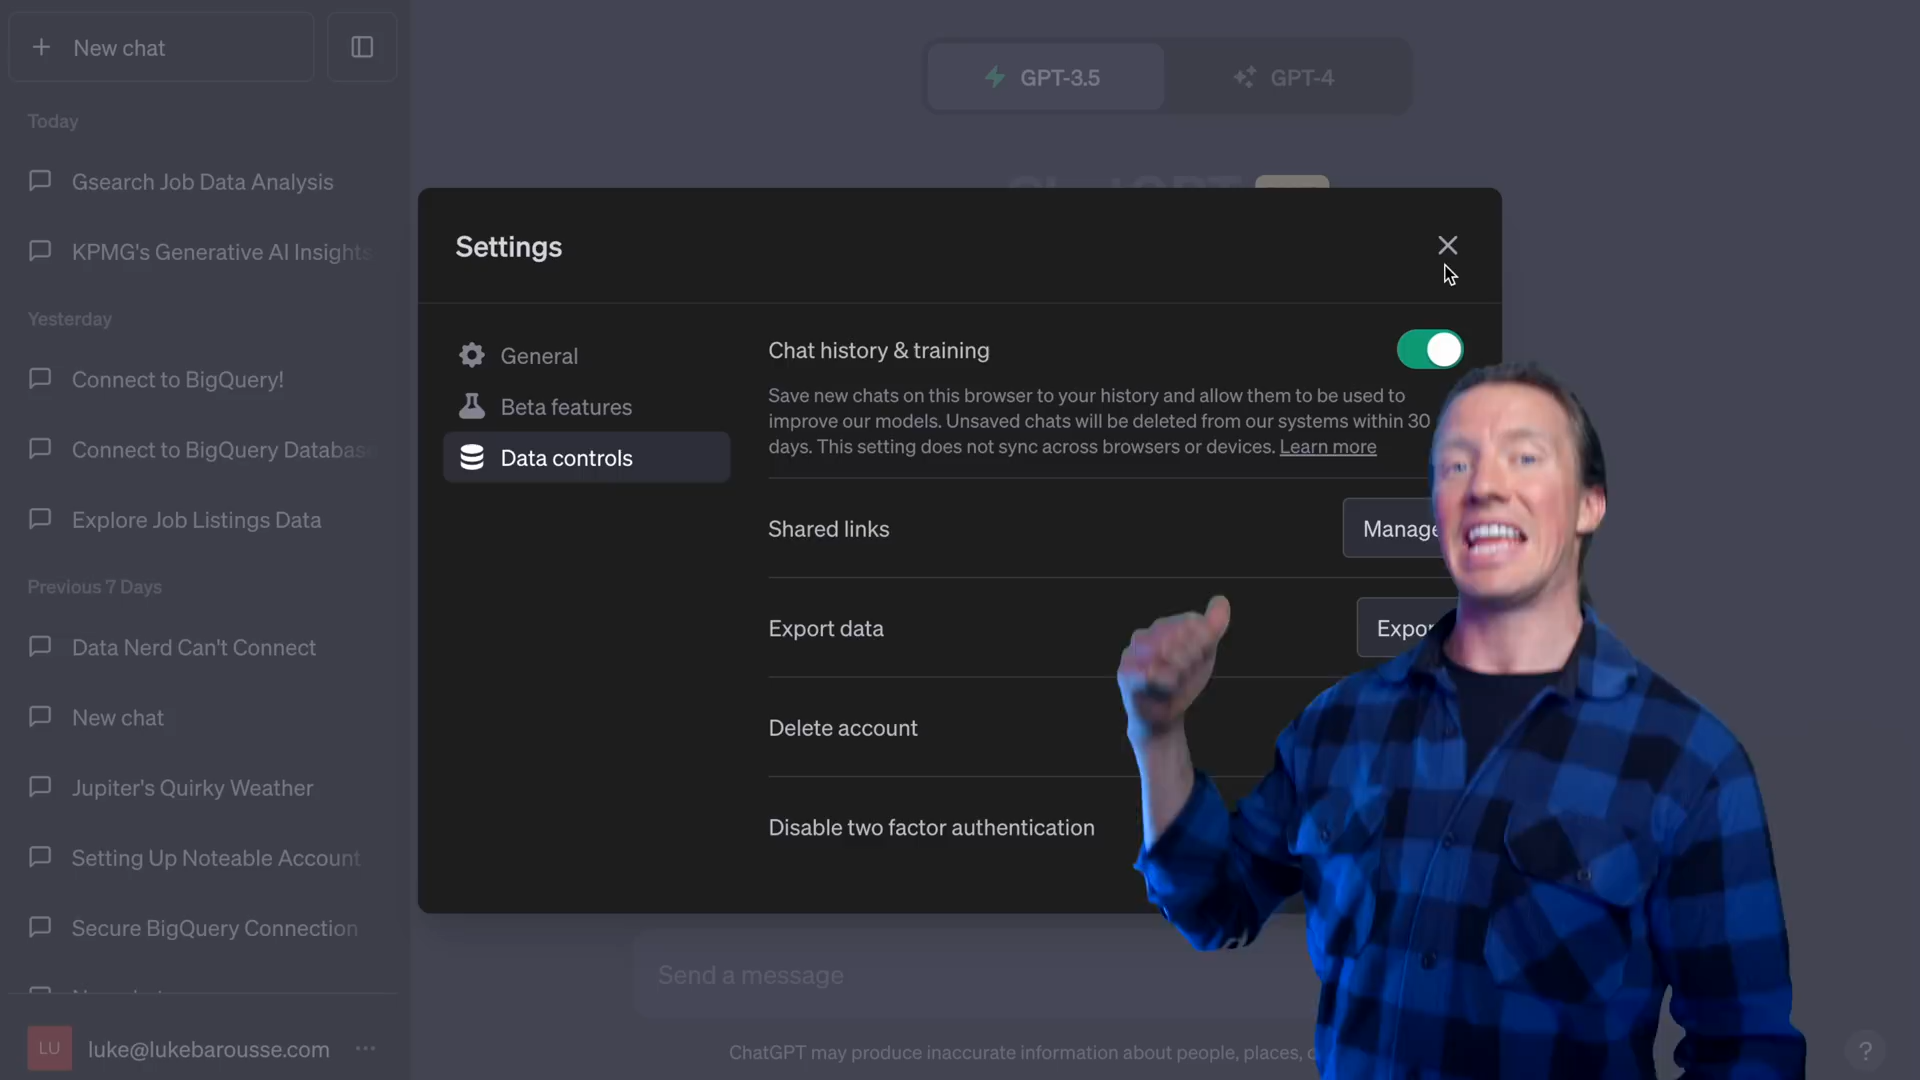 New chat
Today
Gsearch Job Data Analysis
KPMG's Generative AI Insights
Yesterday
Connect to BigQuery!
Connect to BigQuery Database
Explore Job Listings Data
Previous 7 Days
Data Nerd Can't Connect
New chat
Jupiter's Quirky Weather
Setting Up Noteable Account
Secure BigQuery Connection
LU luke@lukebarousse.com
GPT-3.5 GPT-4
Settings
General
Beta features
Data controls
Chat history & training
Save new chats on this browser to your history and allow them to be used to
improve our models. Unsaved chats will be deleted from our systems within 30
days. This setting does not sync across browsers or devices. Learn more
Shared links Manage
Export data
Delete account
Disable two factor authentication
Send a message
ChatGPT may produce inaccurate information about people, places,
?